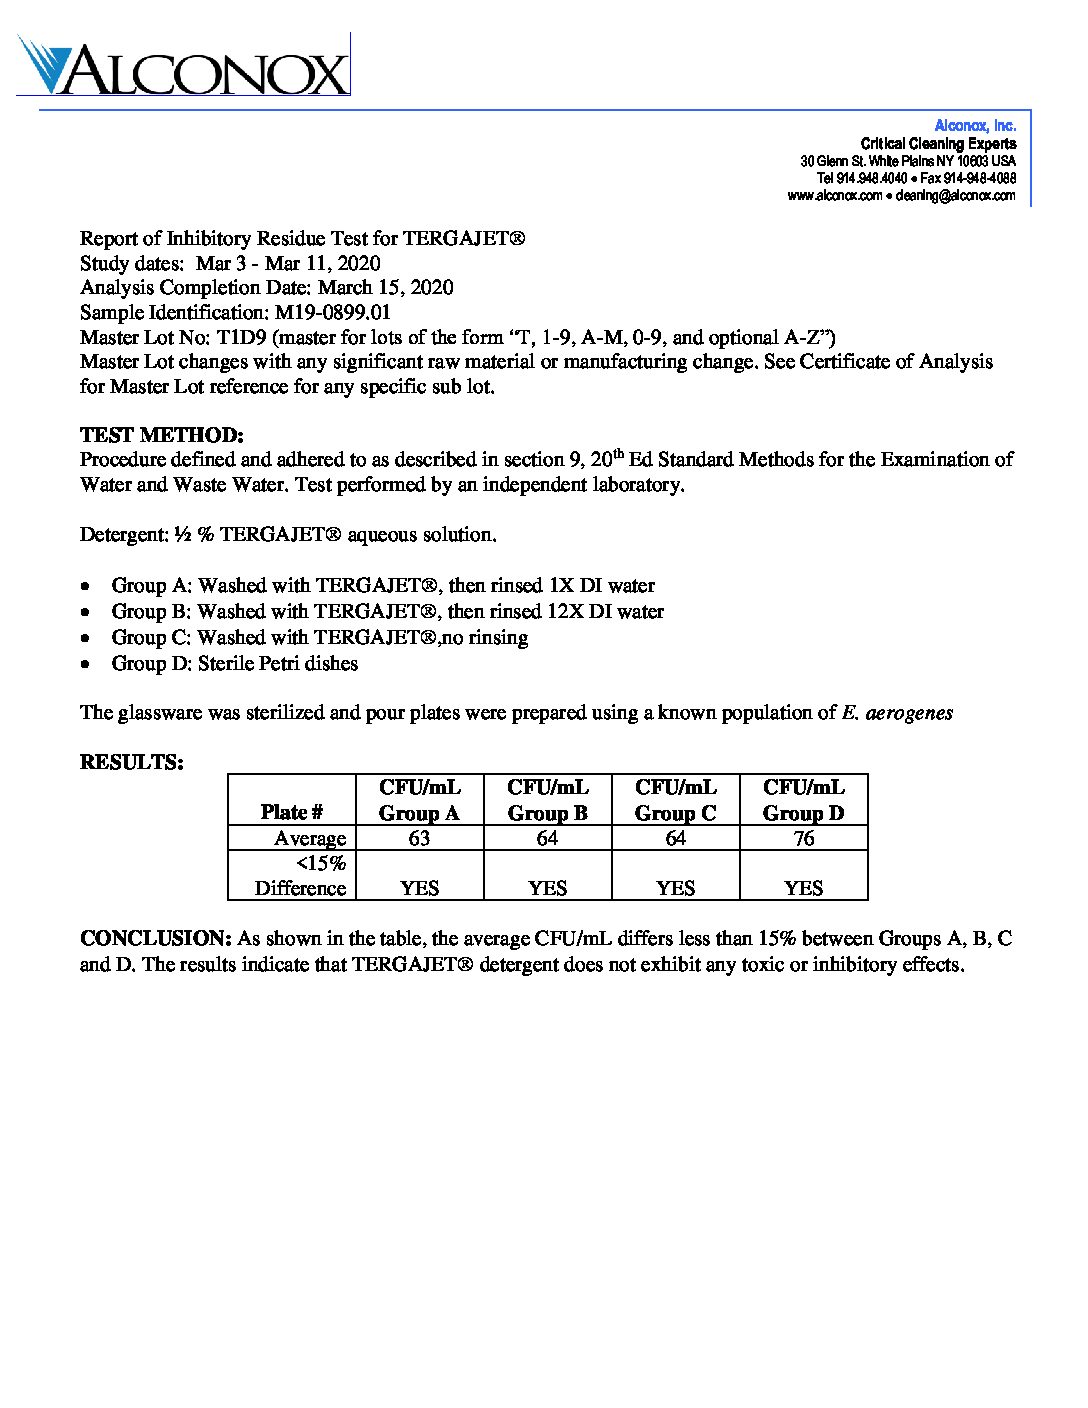 ALCONOX
Alconox, Inc.
Critical Cleaning Experts
30 Glenn St. White Plains NY 10603 USA
Tel 914.948.4040 • Fax 914-948-4088
www.alconox.com • cleaning@alconox.com
Report of Inhibitory Residue Test for TERGAJET®
Study dates:  Mar 3 - Mar 11, 2020
Analysis Completion Date: March 15, 2020
Sample Identification: M19-0899.01
Master Lot No: T1D9 (master for lots of the form “T, 1-9, A-M, 0-9, and optional A-Z”)
Master Lot changes with any significant raw material or manufacturing change. See Certificate of Analysis
for Master Lot reference for any specific sub lot.
TEST METHOD:
Procedure defined and adhered to as described in section 9, 20th Ed Standard Methods for the Examination of
Water and Waste Water. Test performed by an independent laboratory.
Detergent: ½ % TERGAJET® aqueous solution.
• Group A: Washed with TERGAJET®, then rinsed 1X DI water
• Group B: Washed with TERGAJET®, then rinsed 12X DI water
• Group C: Washed with TERGAJET®,no rinsing
• Group D: Sterile Petri dishes
The glassware was sterilized and pour plates were prepared using a known population of E. aerogenes
RESULTS:
CFU/mL CFU/mL CFU/mL CFU/mL
Plate # Group A Group B Group C Group D
Average 63 64 64 76
<15%
Difference YES YES YES YES
CONCLUSION: As shown in the table, the average CFU/mL differs less than 15% between Groups A, B, C
and D. The results indicate that TERGAJET® detergent does not exhibit any toxic or inhibitory effects.